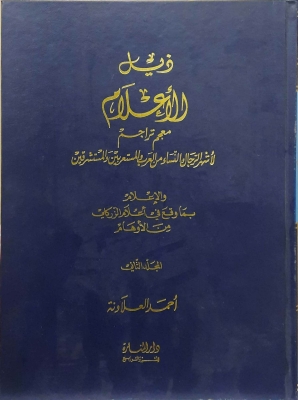 ذيل
الأعلام
معجم تراجم
لأشهر الرجال والنساء من العرب والمستعربين والمستشرقين
والإعلام
بما وقع في أعلام الزركلي
من الأوهام
المجلد الثاني
أحمد العلاونة
دار المنارة